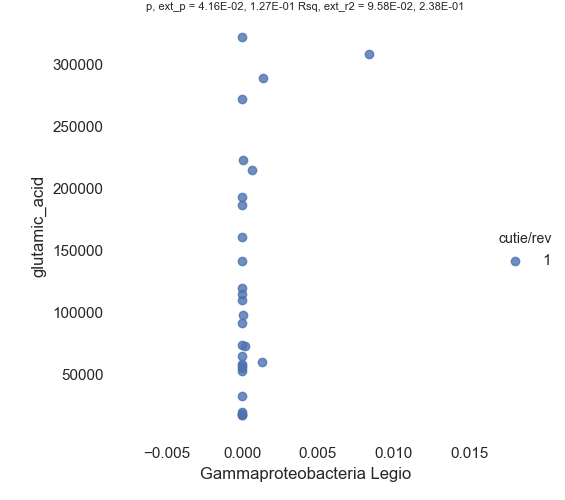 p, ext_p = 4.16E-02, 1.27E-01 Rsq, ext_r2 = 9.58E-02, 2.38E-01
300000
250000
200000
150000
100000
50000
glutamic_acid
cutie/rev
1
−0.005 0.000 0.005 0.010 0.015
Gammaproteobacteria Legio